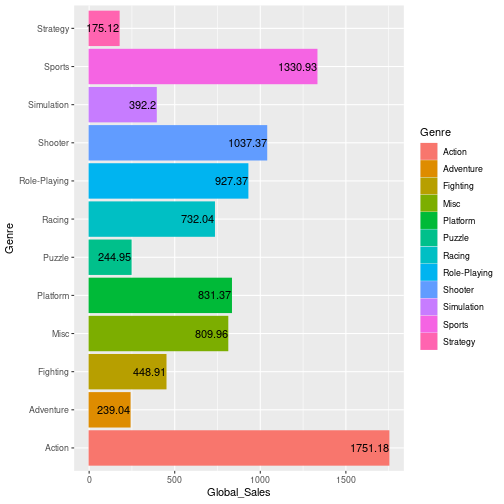 Strategy
175.12
Sports
1330.93
Simulation
392.2
Shooter
1037.37
Role-Playing
927.37
Racing
732.04
Puzzle
244.95
Platform
831.37
Misc
809.96
Fighting
448.91
Adventure
239.04
Action
1751.18
Genre
0
500
1000
1500
Global_Sales
Genre
Action
Adventure
Fighting
Misc
Platform
Puzzle
Racing
Role-Playing
Shooter
Simulation
Sports
Strategy